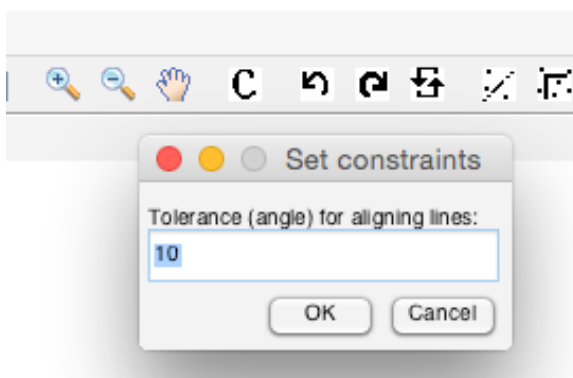 C
Set constraints
Tolerance (angle) for aligning lines:
10
OK Cancel